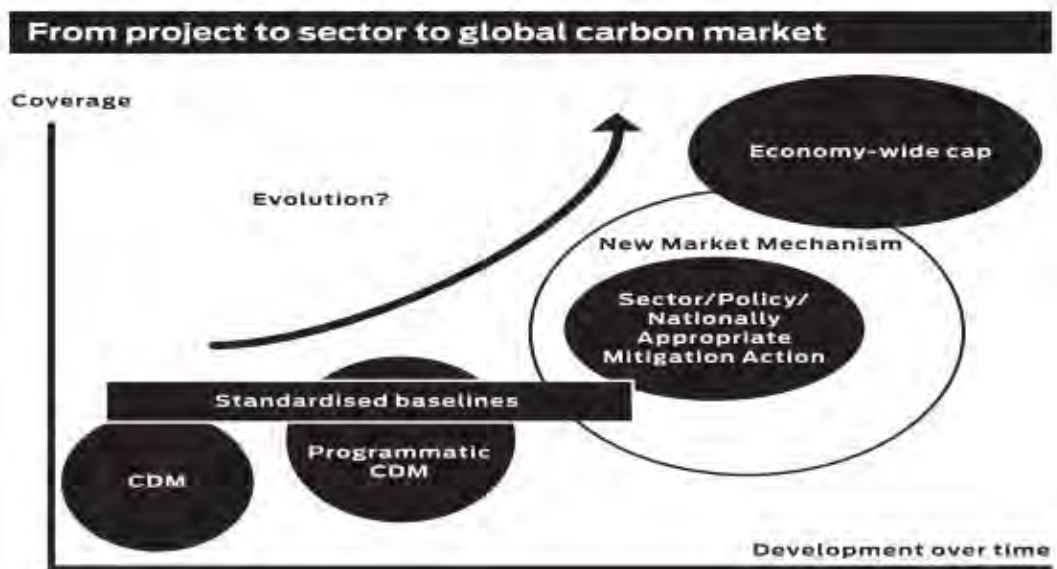 From project to sector to global carbon market
Coverage
Economy-wide cap
Evolution?
New Market Mechanism
Sector/Policy/
Nationally
Appropriate
Mitigation Action
Standardised baselines
Programmatic
CDM
CDM
Development over time